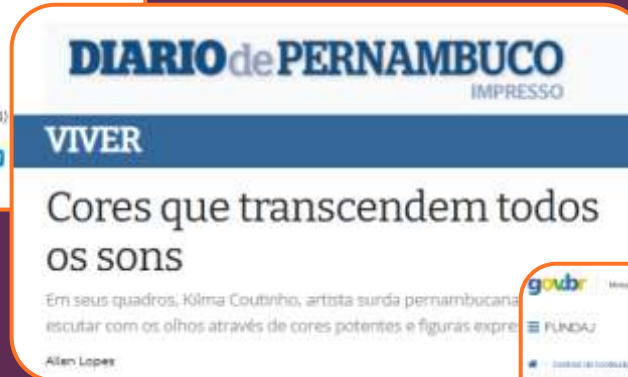 DIARIO de PERNAMBUCO
IMPRESSO
VIVER
Cores que transcendem todos
os sons
Em seus quadros, Kilma Coutinho, artista surda pernambucana
escutar com os olhos através de cores potentes e figuras
Allan Lopes
gov.br
FUNDAJ